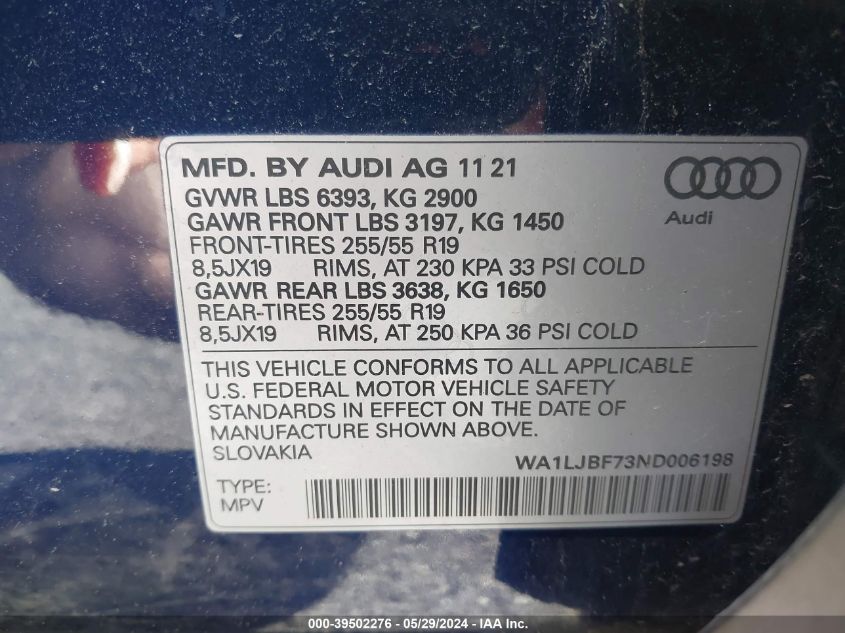 MFD. BY AUDI AG 11 21
GVWR LBS 6393, KG 2900
GAWR FRONT LBS 3197, KG 1450
FRONT-TIRES 255/55 R19
8,5JX19 RIMS, AT 230 KPA 33 PSI COLD
GAWR REAR LBS 3638, KG 1650
REAR-TIRES 255/55 R19
8,5JX19 RIMS, AT 250 KPA 36 PSI COLD
Audi
THIS VEHICLE CONFORMS TO ALL APPLICABLE
U.S. FEDERAL MOTOR VEHICLE SAFETY
STANDARDS IN EFFECT ON THE DATE OF
MANUFACTURE SHOWN ABOVE.
SLOVAKIA
WA1LJBF73ND006198
TYPE:
MPV
000-39502276 - 05/29/2024 - IAA Inc.